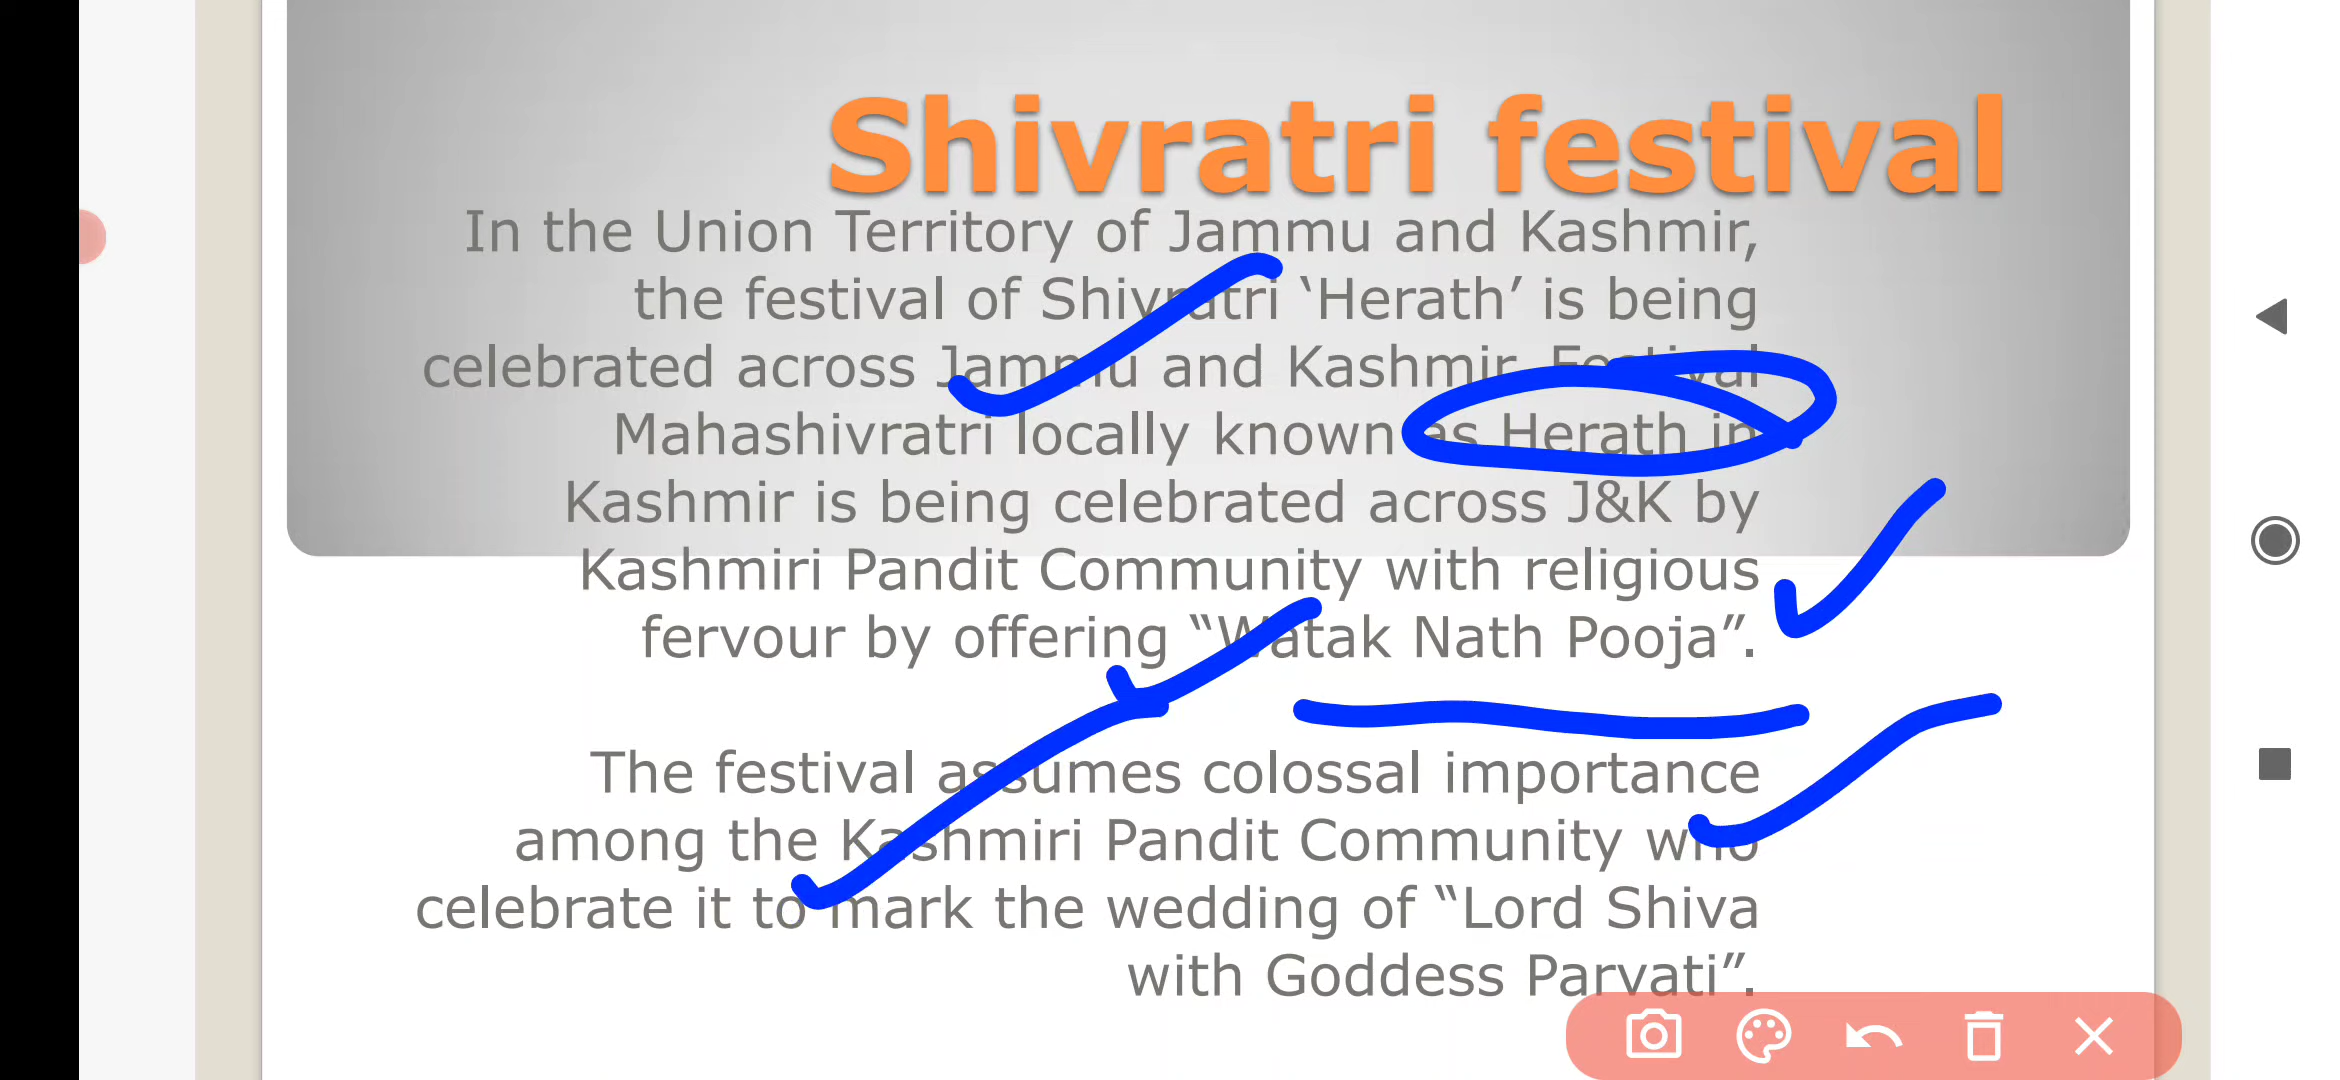 Shivratri festival
In the Union Territory of Jammu and Kashmir,
the festival of Shivratri ‘Herath’ is being
celebrated across Jammu and Kashmir. Festival
Mahashivratri locally known as Herath in
Kashmir is being celebrated across J&K by
Kashmiri Pandit Community with religious
fervour by offering “Watak Nath Pooja”.
The festival assumes colossal importance
among the Kashmiri Pandit Community who
celebrate it to mark the wedding of “Lord Shiva
with Goddess Parvati”.